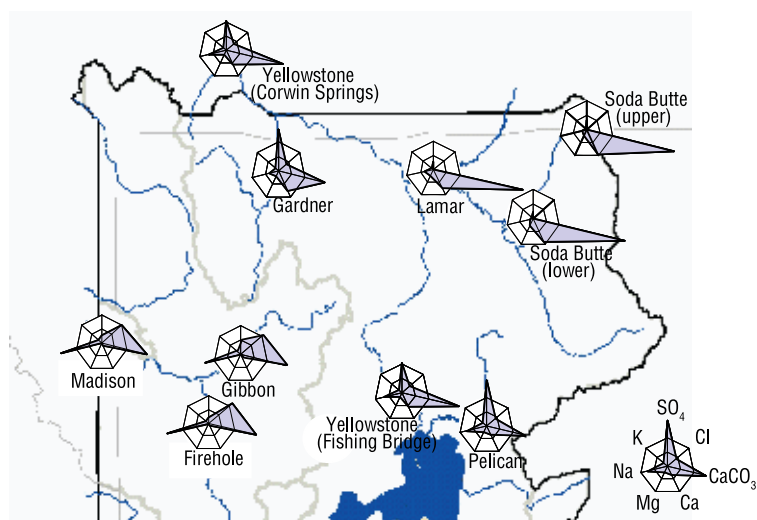 Yellowstone
(Corwin Springs)
Soda Butte
(upper)
Gardner
Lamar
Soda Butte
(lower)
Madison
Gibbon
Yellowstone
(Fishing Bridge)
Firehole
Pelican
SO₄
K
Cl
Na
CaCO₃
Mg
Ca